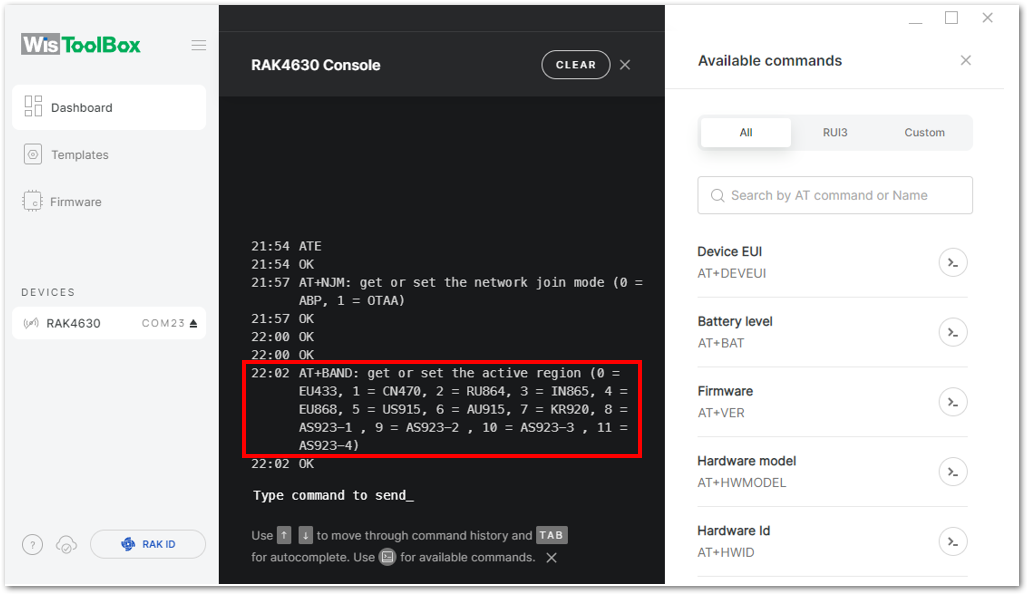 WisToolBox
Dashboard
Templates
Firmware
DEVICES
RAK4630 COM23
?
RAK ID
RAK4630 Console
CLEAR
21:54 ATE
21:54 OK
21:57 AT+NJM: get or set the network join mode (0 =
ABP, 1 = OTAA)
21:57 OK
22:00 OK
22:00 OK
22:02 AT+BAND: get or set the active region (0 =
EU433, 1 = CN470, 2 = RU864, 3 = IN865, 4 =
EU868, 5 = US915, 6 = AU915, 7 = KR920, 8 =
AS923-1 , 9 = AS923-2 , 10 = AS923-3 , 11 =
AS923-4)
22:02 OK
Type command to send_
Use ↑ ↓ to move through command history and TAB
for autocomplete. Use for available commands.
Available commands
All RUI3 Custom
Search by AT command or Name
Device EUI
AT+DEVEUI
Battery level
AT+BAT
Firmware
AT+VER
Hardware model
AT+HWMODEL
Hardware Id
AT+HWID